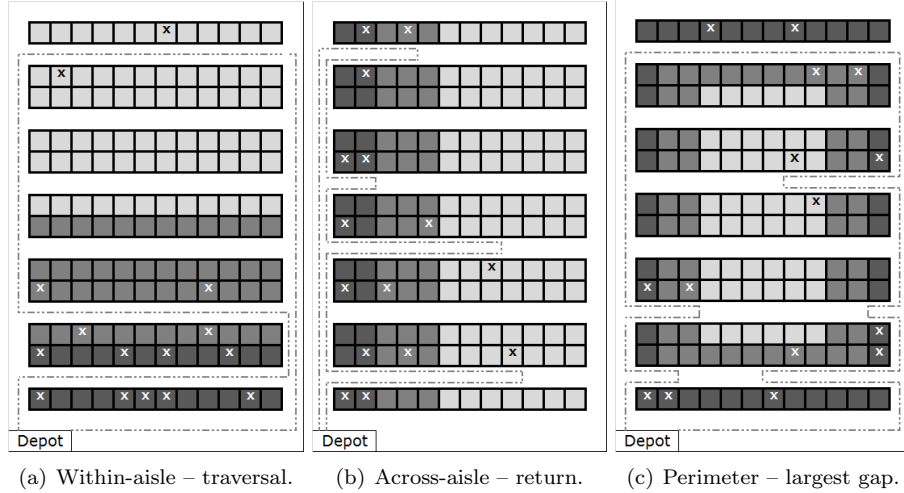 Depot
Depot
Depot
(a) Within-aisle – traversal.
(b) Across-aisle – return.
(c) Perimeter – largest gap.